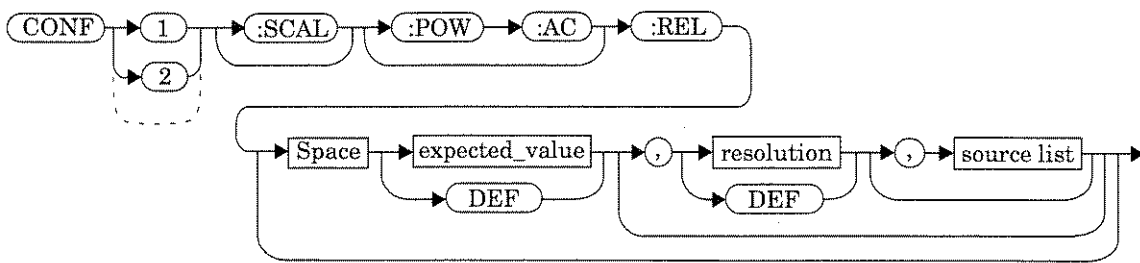 CONF 1 :SCAL :POW :AC :REL
2
Space expected_value , resolution , source list
DEF DEF